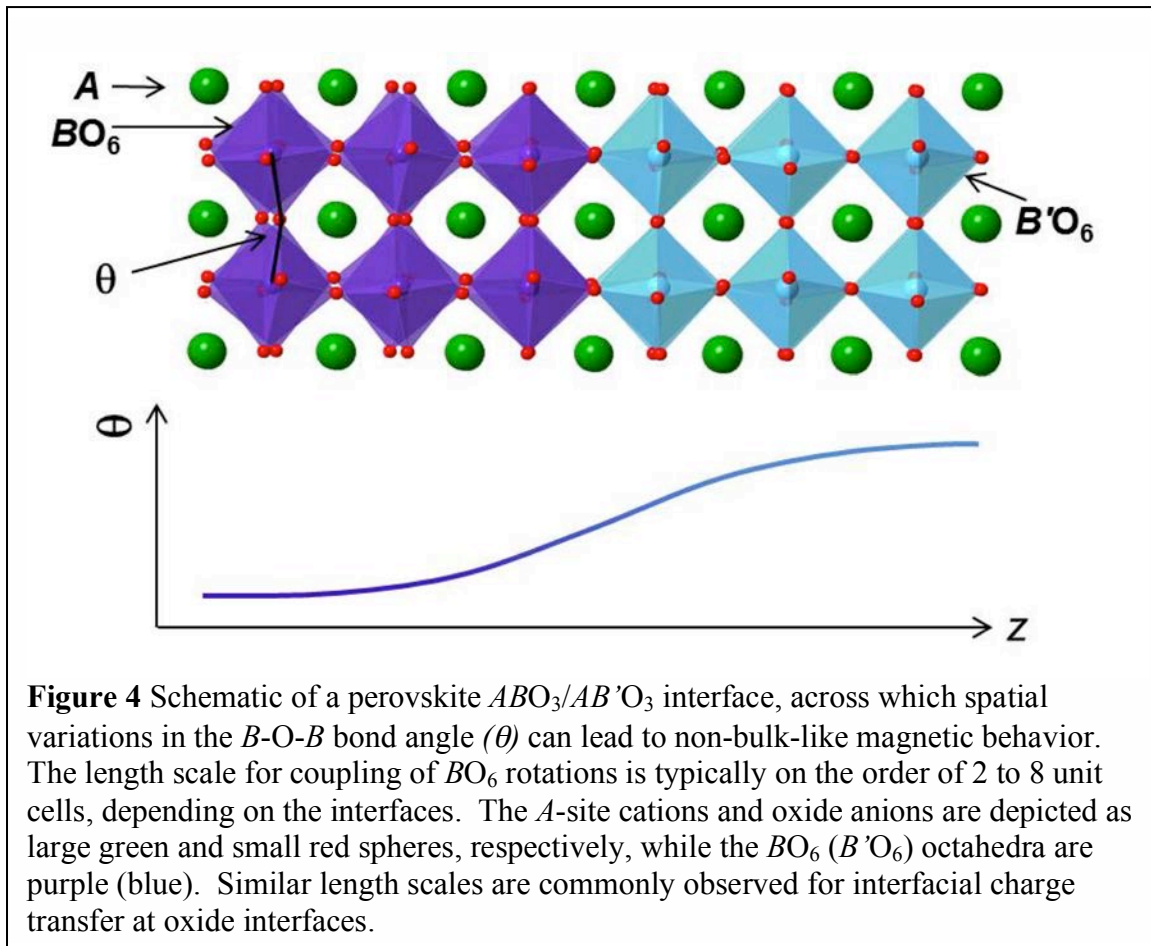 A
BO₆
B'O₆
θ
Θ
z
Figure 4 Schematic of a perovskite ABO₃/AB’O₃ interface, across which spatial
variations in the B-O-B bond angle (θ) can lead to non-bulk-like magnetic behavior.
The length scale for coupling of BO₆ rotations is typically on the order of 2 to 8 unit
cells, depending on the interfaces. The A-site cations and oxide anions are depicted as
large green and small red spheres, respectively, while the BO₆ (B’O₆) octahedra are
purple (blue). Similar length scales are commonly observed for interfacial charge
transfer at oxide interfaces.